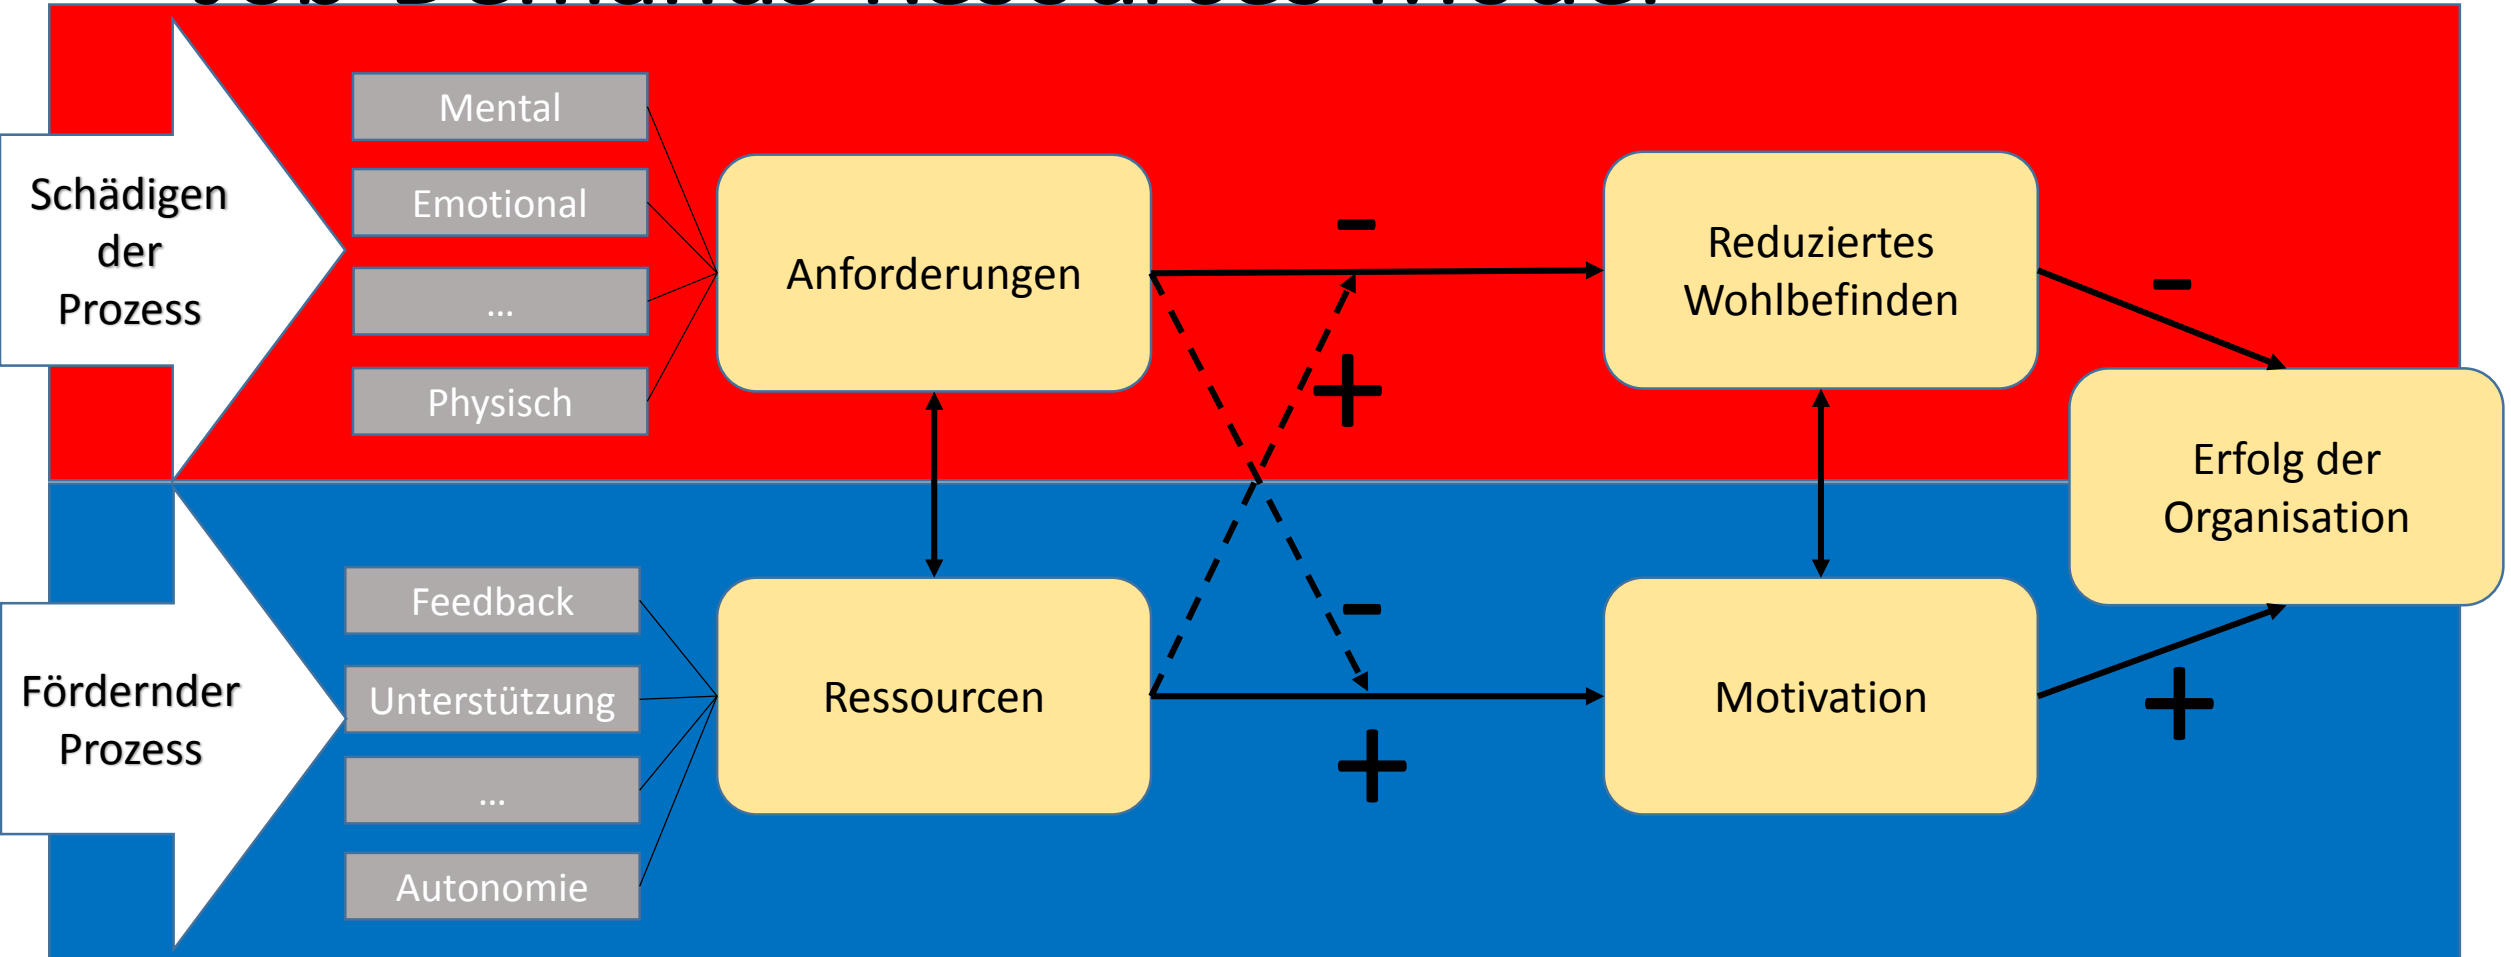 Schädigen
der
Prozess
Mental
Emotional
...
Physisch
Anforderungen
-
+
Reduziertes
Wohlbefinden
-
Erfolg der
Organisation
Fördernder
Prozess
Feedback
Unterstützung
...
Autonomie
Ressourcen
-
+
Motivation
+